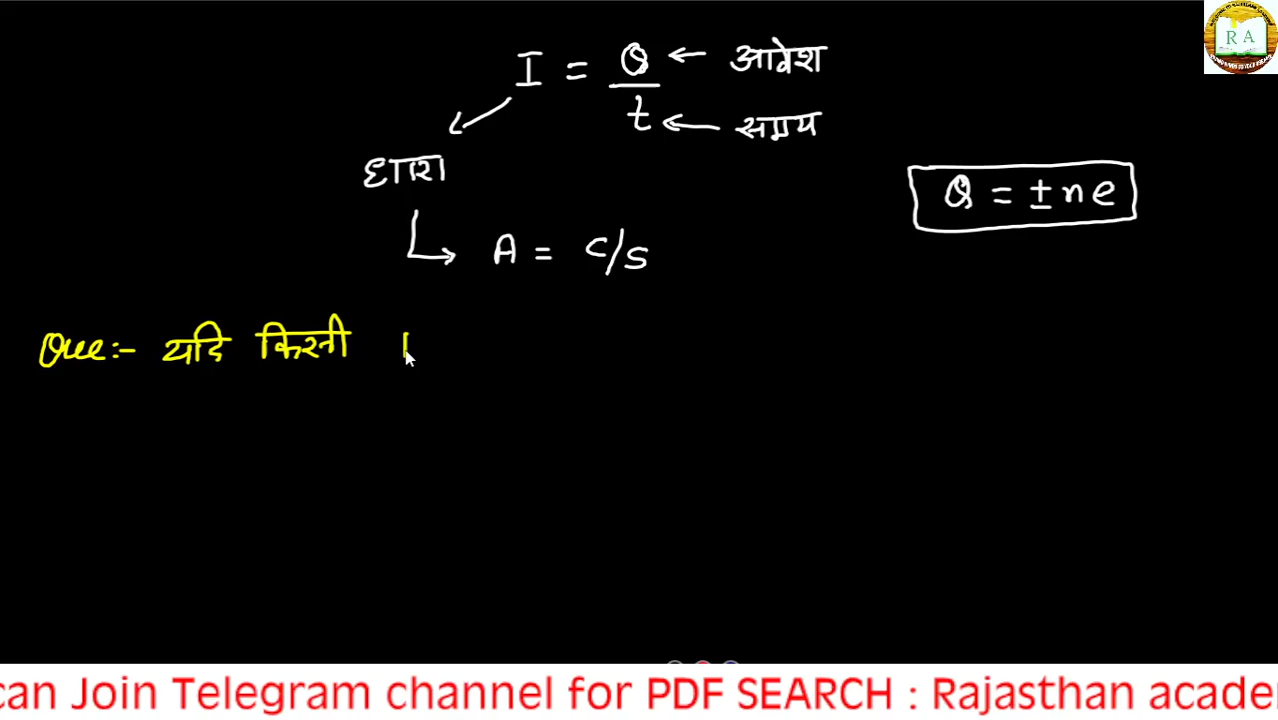 I = Q/t ← आवेश
← समय
धारा
Q = ±ne
A = C/S
Que:- यदि किसी
can Join Telegram channel for PDF SEARCH : Rajasthan acade
R A